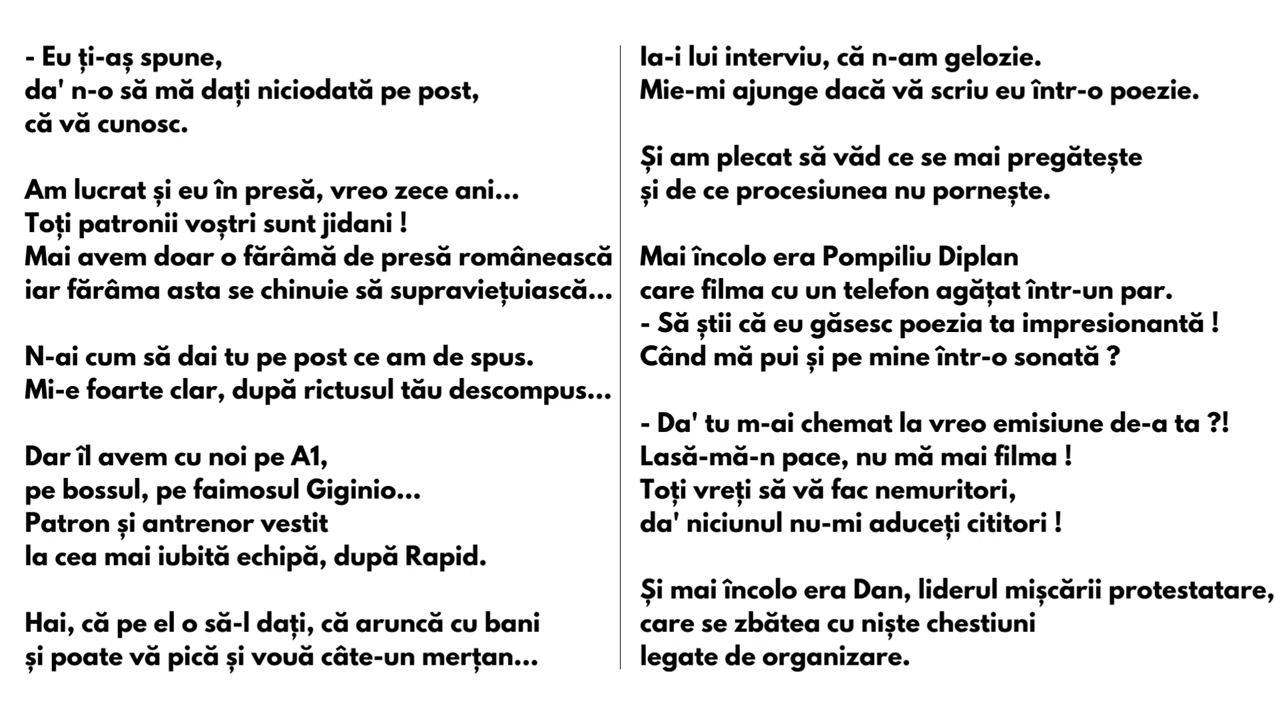 - Eu ți-aș spune,
da' n-o să mă dați niciodată pe post,
că vă cunosc.
Am lucrat și eu în presă, vreo zece ani...
Toți patronii voștri sunt jidani !
Mai avem doar o fărâmă de presă românească
iar fărâma asta se chinuie să supraviețuiască...
N-ai cum să dai tu pe post ce am de spus.
Mi-e foarte clar, după rictusul tău descompus...
Dar îl avem cu noi pe A1,
pe bossul, pe faimosul Giginio...
Patron și antrenor vestit
la cea mai iubită echipă, după Rapid.
Hai, că pe el o să-l dați, că aruncă cu bani
și poate vă pică și vouă câte-un merțan...
Ia-i lui interviu, că n-am gelozie.
Mie-mi ajunge dacă vă scriu eu într-o poezie.
Și am plecat să văd ce se mai pregătește
și de ce procesiunea nu pornește.
Mai încolo era Pompiliu Diplan
care filma cu un telefon agățat într-un par.
- Să știi că eu găsesc poezia ta impresionantă !
Când mă pui și pe mine într-o sonată ?
- Da' tu m-ai chemat la vreo emisiune de-a ta ?!
Lasă-mă-n pace, nu mă mai filma !
Toți vreți să vă fac nemuritori,
da' niciunul nu-mi aduceți cititori !
Și mai încolo era Dan, liderul mișcării protestatare,
care se zbătea cu niște chestiuni
legate de organizare.